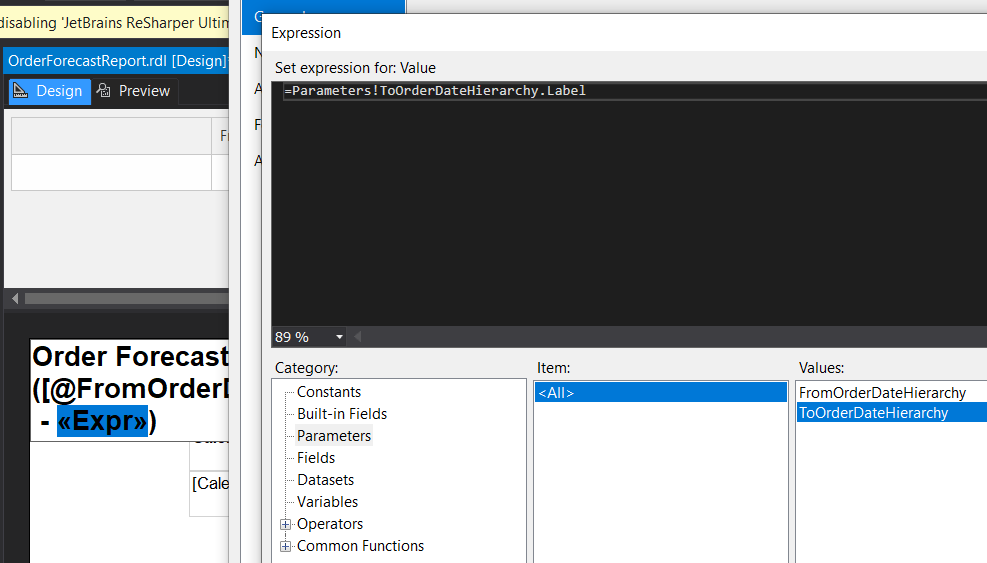 disabling 'JetBrains ReSharper Ultim
OrderForecastReport.rdl [Design]
Design
Preview
Expression
Set expression for: Value
=Parameters!ToOrderDateHierarchy.Label
89 %
Order Forecast
([@FromOrderD
- «Expr»)
[Cale
Category:
Constants
Built-in Fields
Parameters
Fields
Datasets
Variables
Operators
Common Functions
Item:
<All>
Values:
FromOrderDateHierarchy
ToOrderDateHierarchy